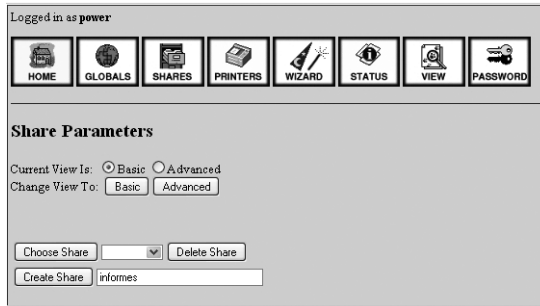 Logged in as power
HOME GLOBALS SHARES PRINTERS WIZARD STATUS VIEW PASSWORD
Share Parameters
Current View Is: Basic Advanced
Change View To: Basic Advanced
Choose Share Delete Share
Create Share informes